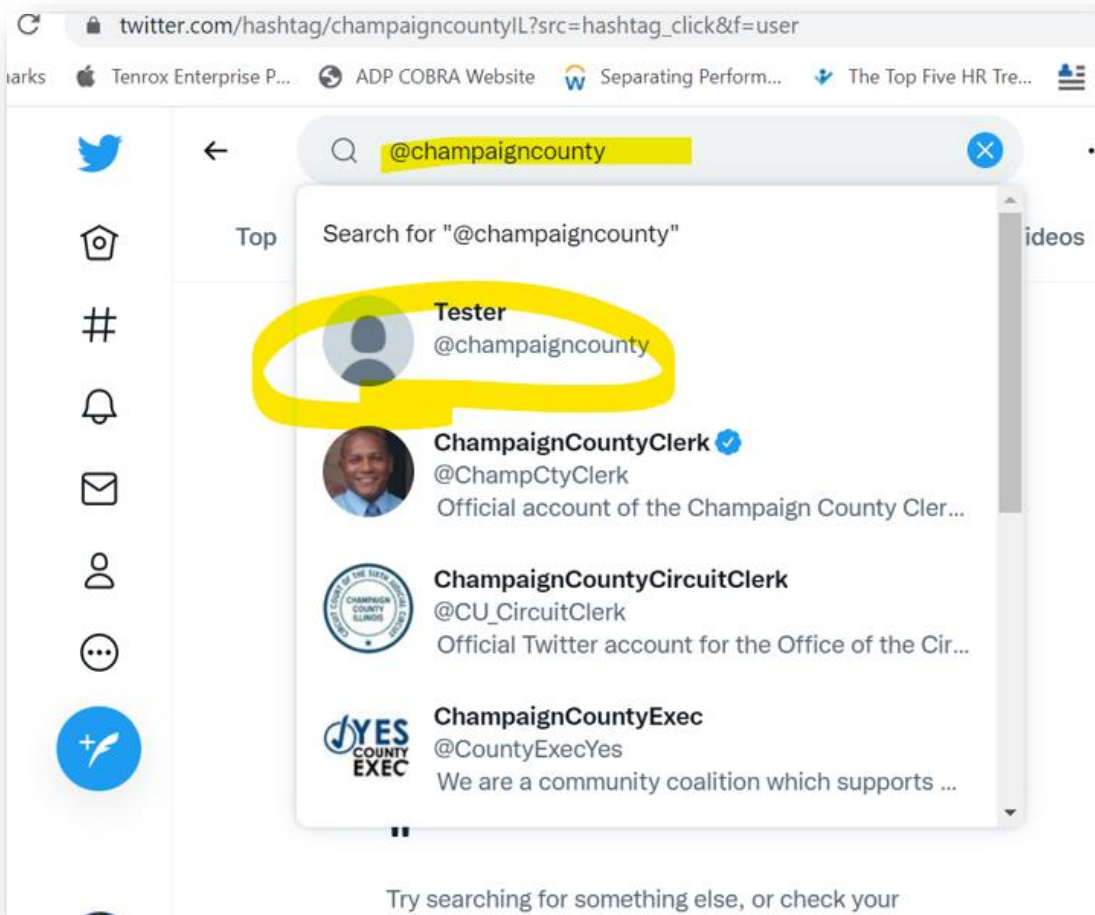 twitter.com/hashtag/champaigncountyIL?src=hashtag_click&f=user
arks Tenrox Enterprise P... ADP COBRA Website Separating Perform... The Top Five HR Tre...
@champaigncounty
Top
ideos
Search for "@champaigncounty"
Tester
@champaigncounty
ChampaignCountyClerk
@ChampCtyClerk
Official account of the Champaign County Cler...
CHAMPAIGN
COUNTY
ILLINOIS
ChampaignCountyCircuitClerk
@CU_CircuitClerk
Official Twitter account for the Office of the Cir...
YES
COUNTY
EXEC
ChampaignCountyExec
@CountyExecYes
We are a community coalition which supports ...
"
Try searching for something else, or check your